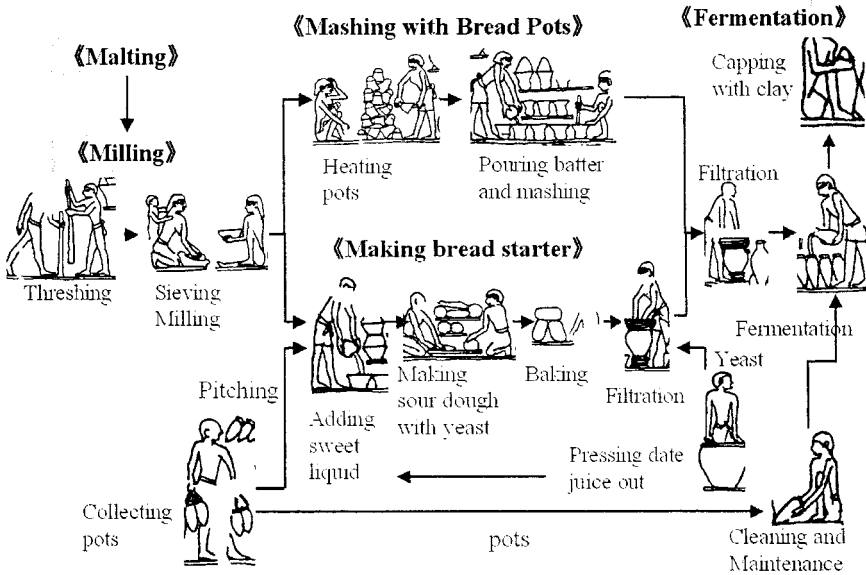 《Malting》
《Milling》
Threshing
Sieving
Milling
《Mashing with Bread Pots》
Heating
pots
Pouring batter
and mashing
《Making bread starter》
Adding
sweet
liquid
Making
sour dough
with yeast
Baking
Filtration
《Fermentation》
Capping
with clay
Filtration
Fermentation
Yeast
Pitching
Collecting
pots
Pressing date
juice out
pots
Cleaning and
Maintenance